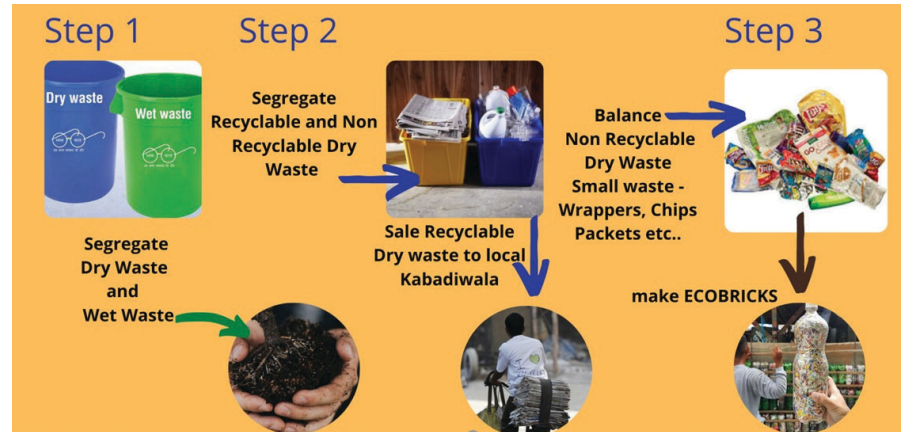 Step 1
Dry waste
Wet waste
Segregate
Dry Waste
and
Wet Waste
Step 2
Segregate
Recyclable and Non
Recyclable Dry
Waste
Sale Recyclable
Dry waste to local
Kabadiwala
Step 3
Balance
Non Recyclable
Dry Waste
Small waste -
Wrappers, Chips
Packets etc..
make ECOBRICKS